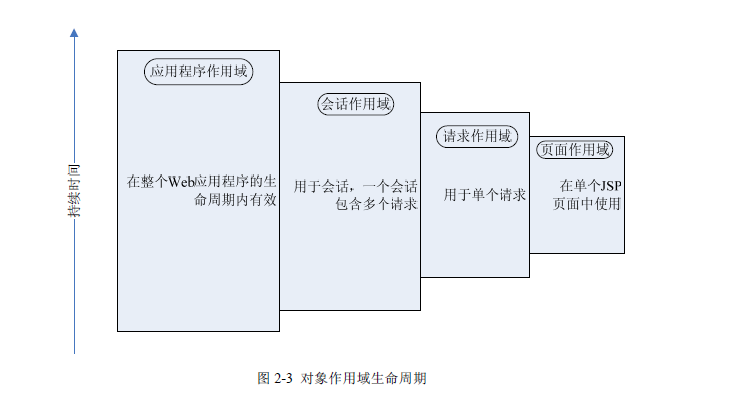 持续时间
应用程序作用域
在整个Web应用程序的生
命周期内有效
会话作用域
用于会话，一个会话
包含多个请求
请求作用域
用于单个请求
页面作用域
在单个JSP
页面中使用
图 2-3 对象作用域生命周期